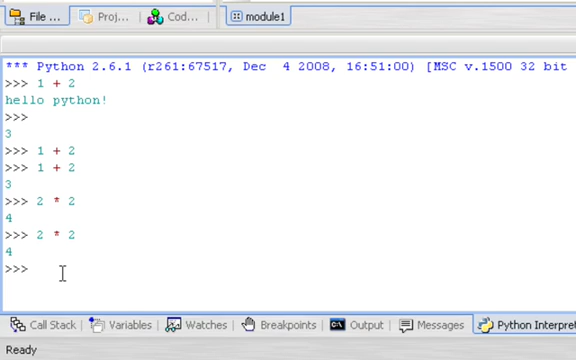 File ... Proj... Cod... module1
*** Python 2.6.1 (r261:67517, Dec  4 2008, 16:51:00) [MSC v.1500 32 bit
>>> 1 + 2
hello python!
>>>
3
>>> 1 + 2
>>> 1 + 2
3
>>> 2 * 2
4
>>> 2 * 2
4
>>>
Call Stack Variables Watches Breakpoints Output Messages Python Interpre
Ready